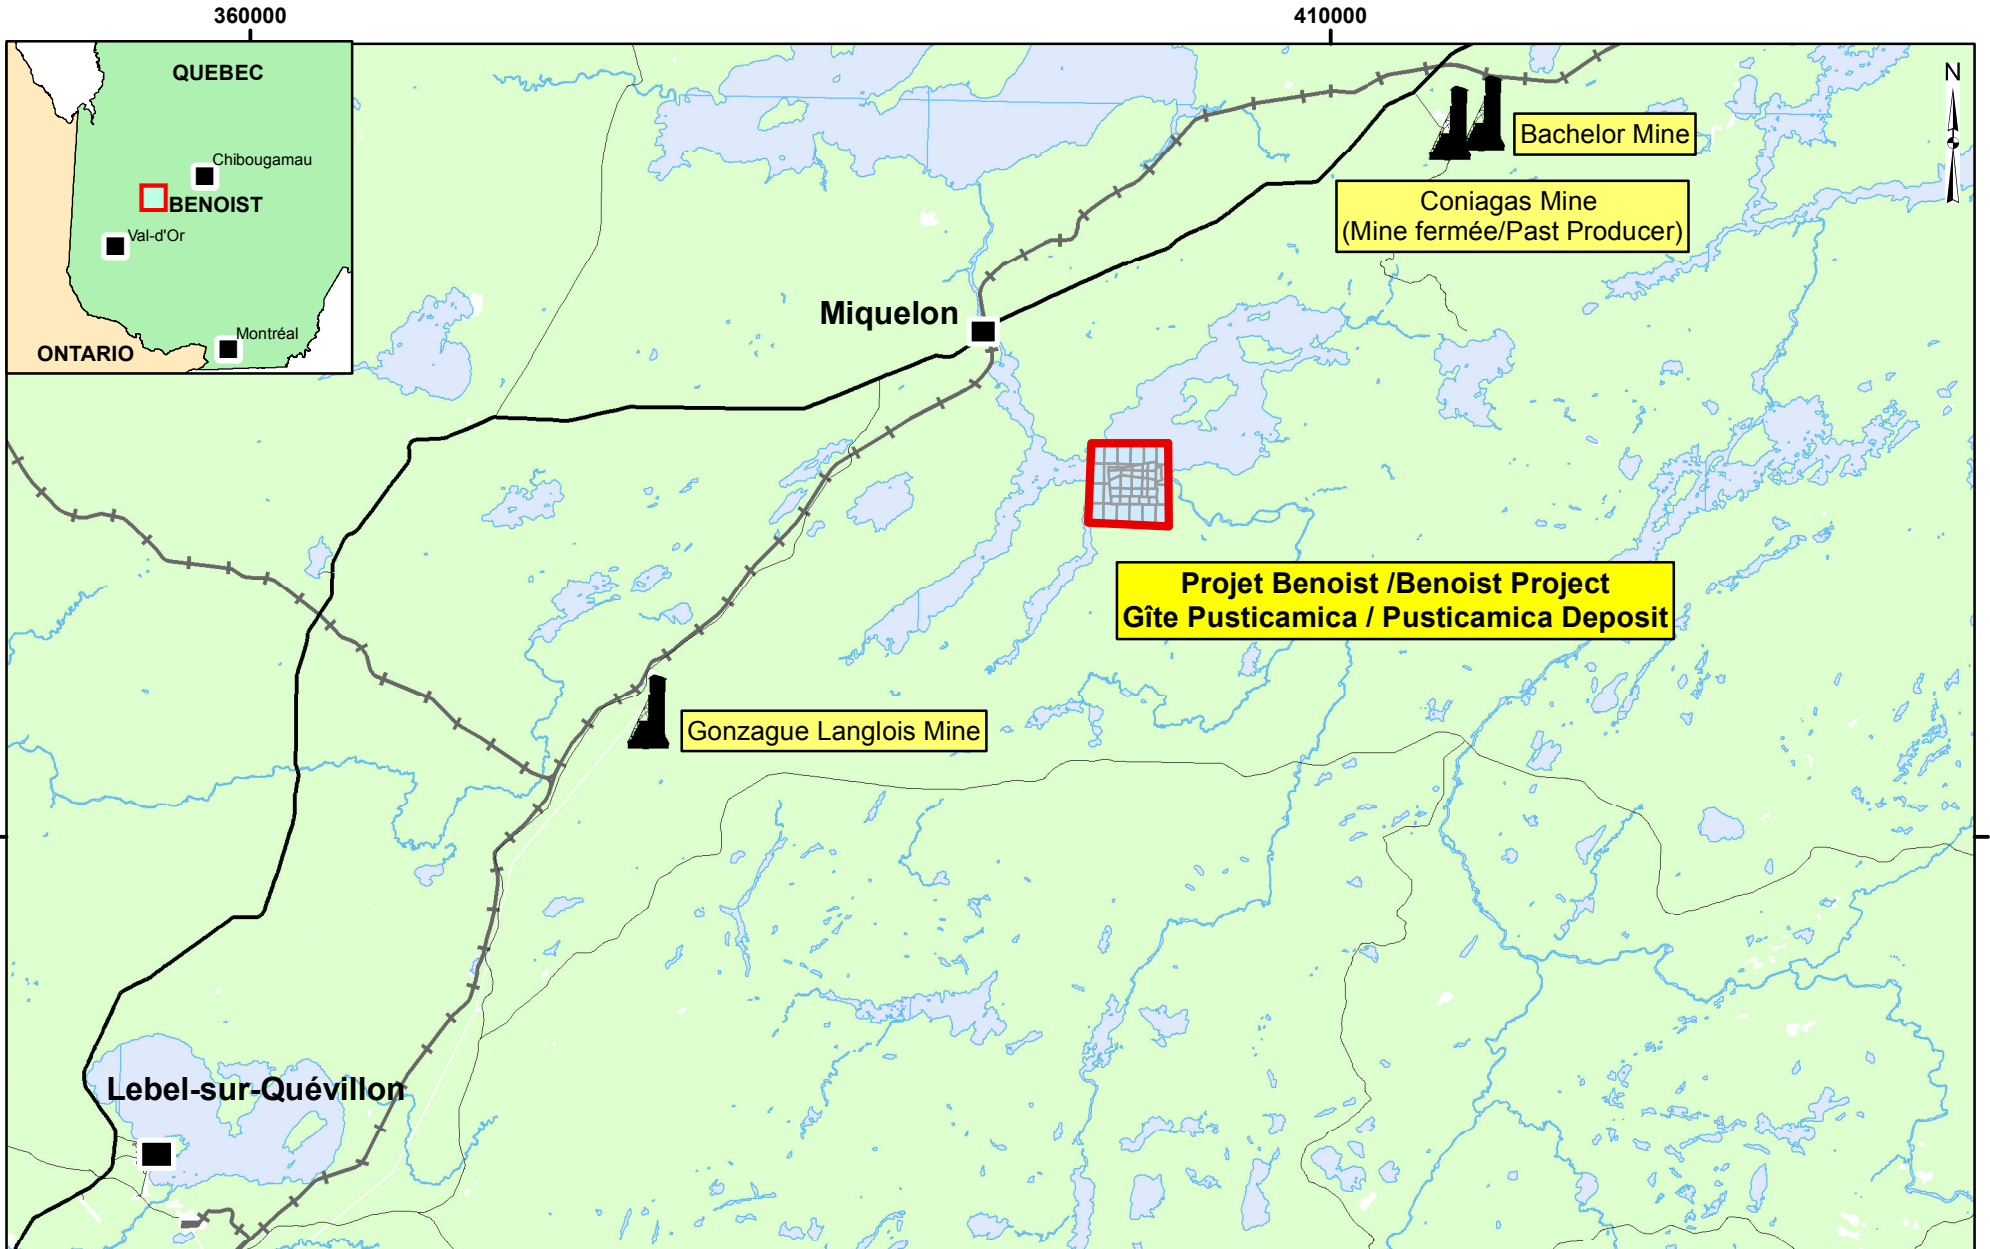 360000
410000
QUEBEC
Chibougamau
BENOIST
Val-d'Or
Montréal
ONTARIO
N
Bachelor Mine
Coniagas Mine
(Mine fermée/Past Producer)
Miquelon
Projet Benoist /Benoist Project
Gîte Pusticamica / Pusticamica Deposit
Gonzague Langlois Mine
Lebel-sur-Quévillon